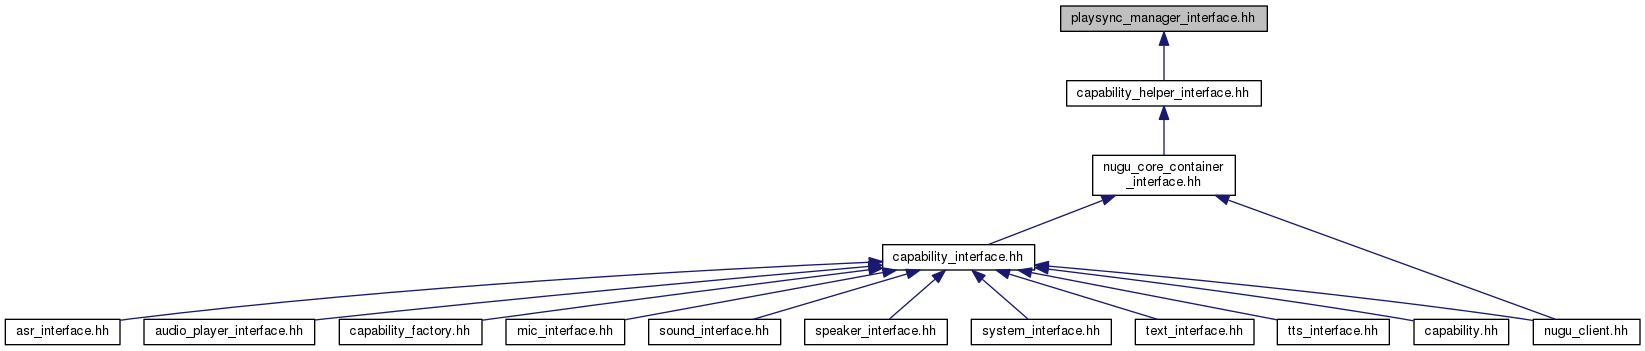 playsync_manager_interface.hh
capability_helper_interface.hh
nugu_core_container
_interface.hh
capability_interface.hh
asr_interface.hh
audio_player_interface.hh
capability_factory.hh
mic_interface.hh
sound_interface.hh
speaker_interface.hh
system_interface.hh
text_interface.hh
tts_interface.hh
capability.hh
nugu_client.hh